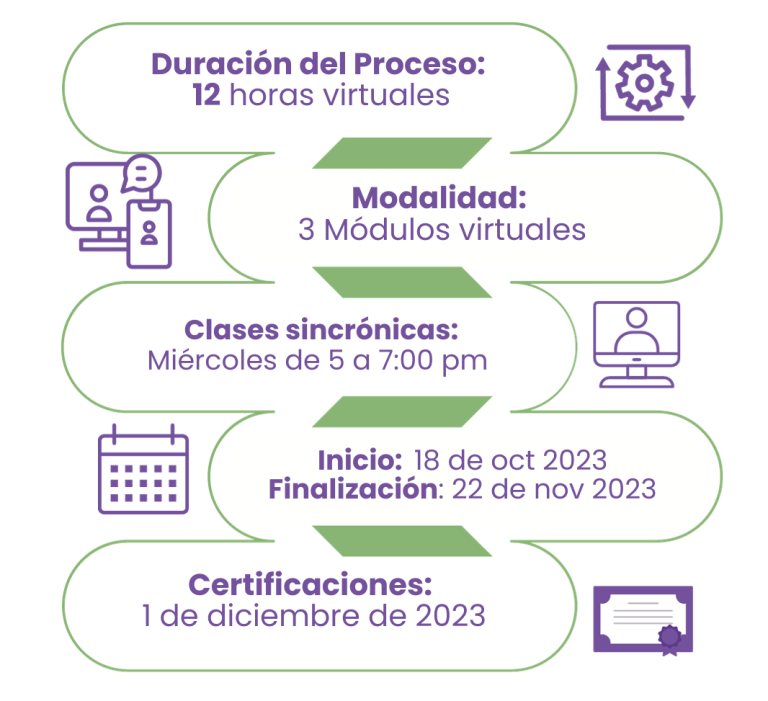 Duración del Proceso:
12 horas virtuales
Modalidad:
3 Módulos virtuales
Clases sincrónicas:
Miércoles de 5 a 7:00 pm
Inicio: 18 de oct 2023
Finalización: 22 de nov 2023
Certificaciones:
1 de diciembre de 2023